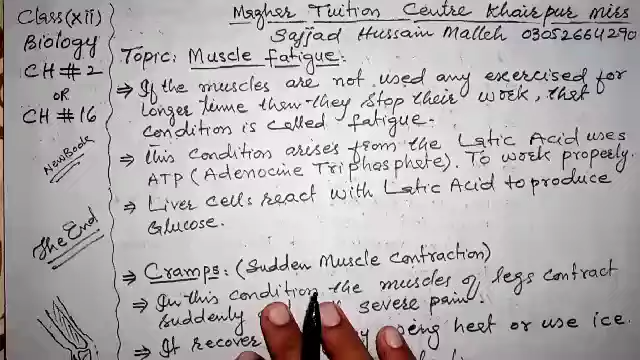 Class(xii)
Biology
CH # 2
OR
CH # 16
New Book
The End
Magher Tuition Centre Khairpur mirs
Sajjad Hussain Malleh 03052664290
Topic: Muscle fatigue:
⇒ If the muscles are not used any exercised for
longer time then they stop their work, that
condition is called fatigue.
⇒ This condition arises from the Latic Acid uses
ATP (Adenocine Triphosphate). To work properly.
⇒ Liver cells react with Latic Acid to produce
Glucose.
⇒ Cramps: (Sudden Muscle Contraction)
⇒ In this condition the muscles of legs contract
suddenly severe pain.
⇒ It recover using heat or use ice.